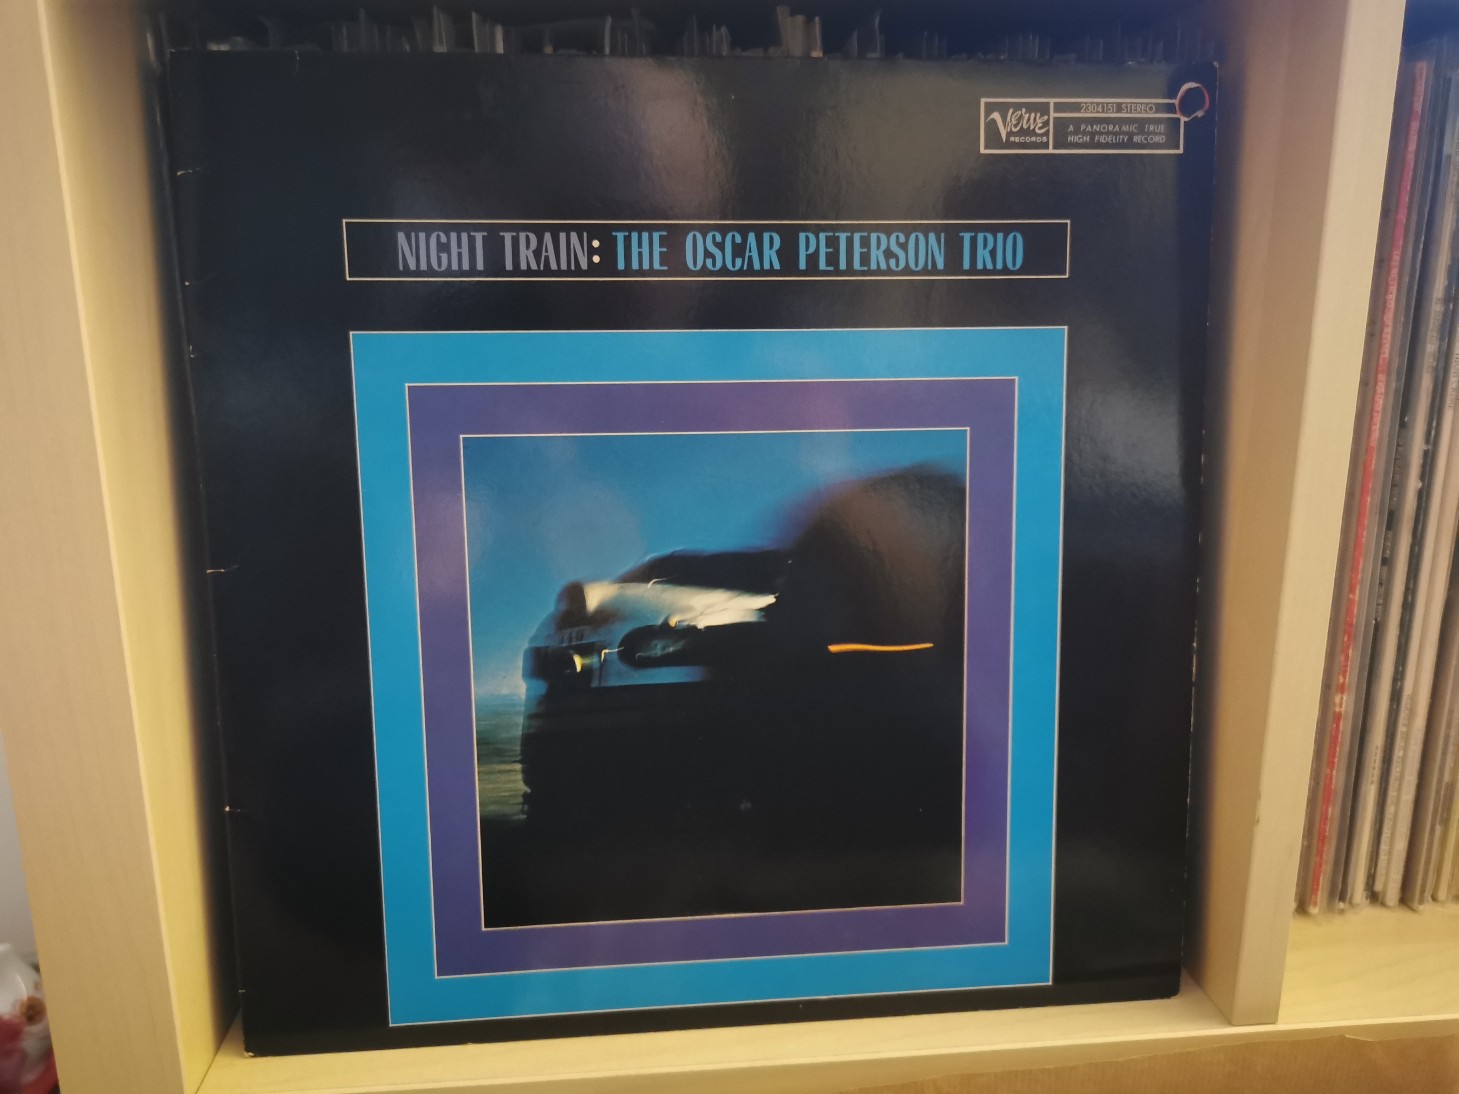 2304151 STEREO
Verve
RECORDS
A PANORAMIC TRUE
HIGH FIDELITY RECORD
NIGHT TRAIN: THE OSCAR PETERSON TRIO